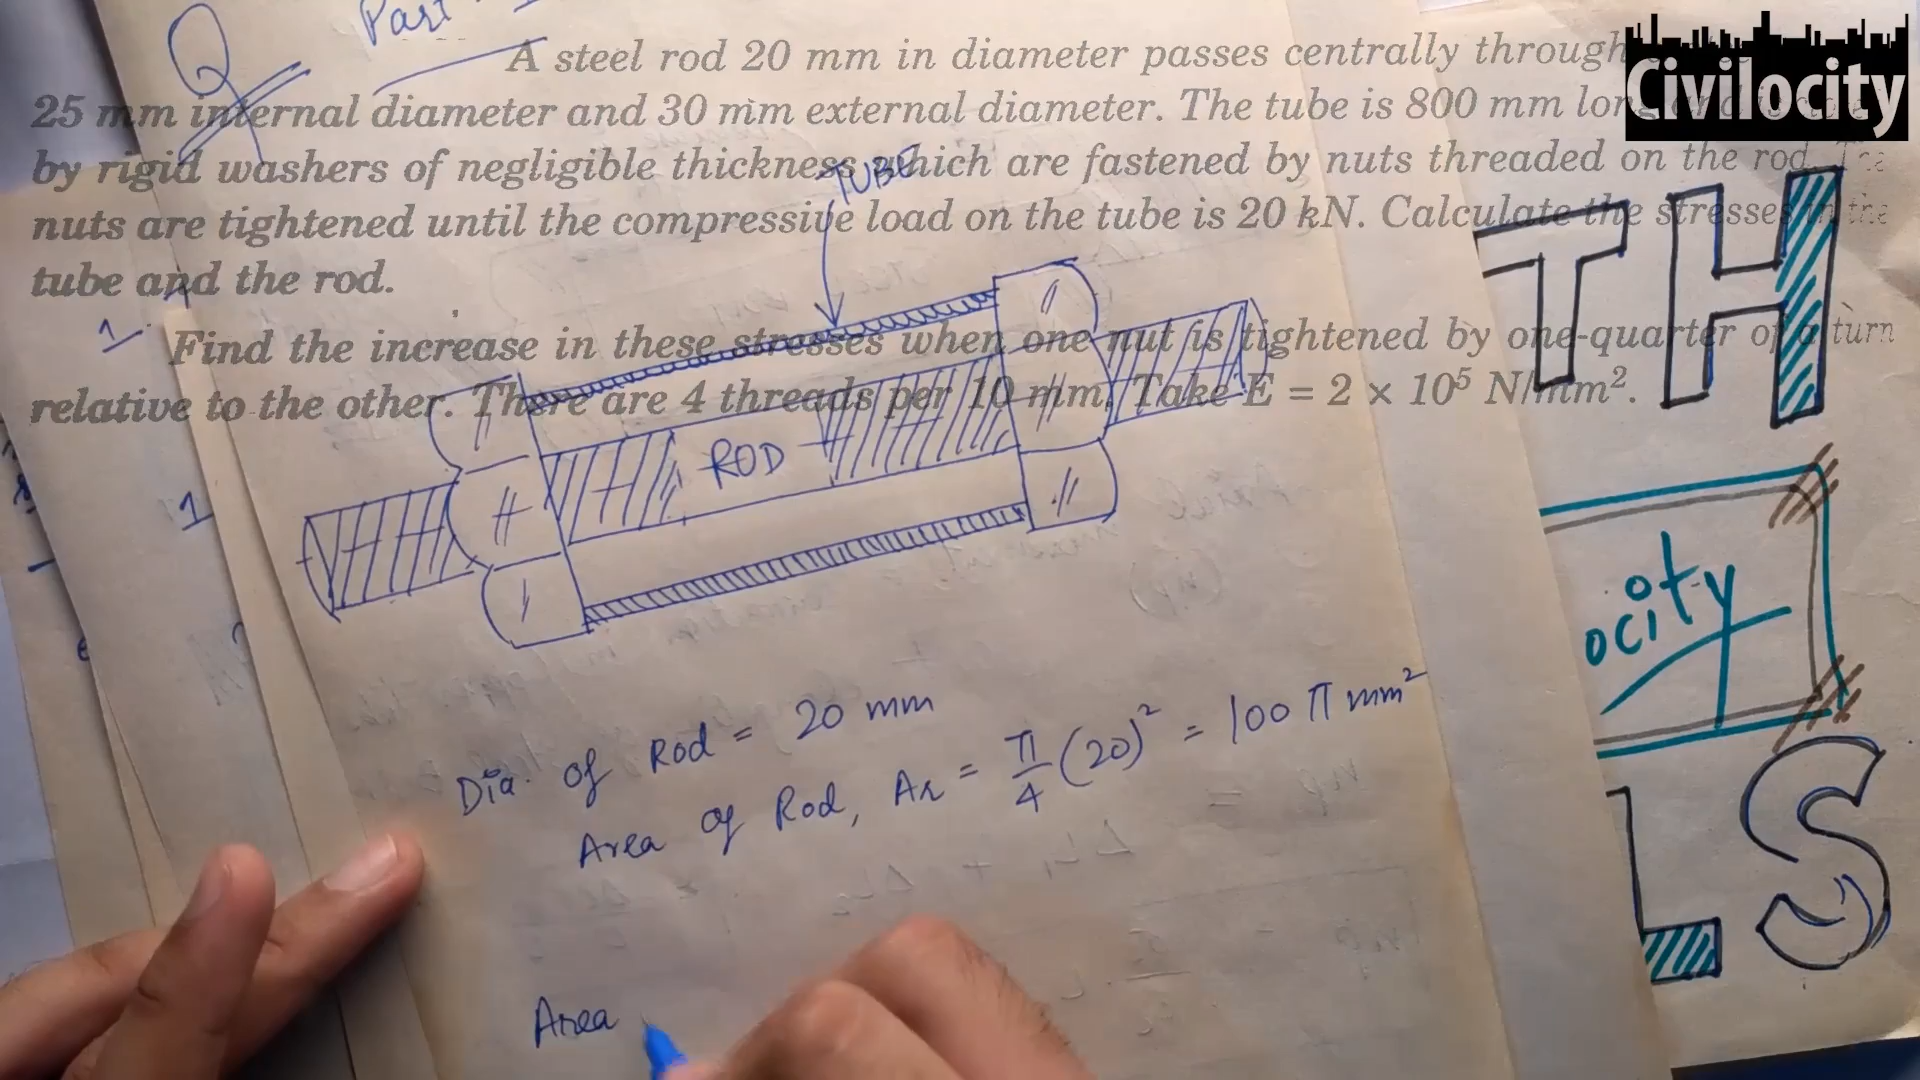 Q Part
A steel rod 20 mm in diameter passes centrally through
Civilocity
25 mm internal diameter and 30 mm external diameter. The tube is 800 mm long
by rigid washers of negligible thickness which are fastened by nuts threaded on the rod. The
TUBE
nuts are tightened until the compressive load on the tube is 20 kN. Calculate the stresses in the
tube and the rod.
Find the increase in these stresses when one nut is tightened by one-quarter of a turn
relative to the other. There are 4 threads per 10 mm. Take E = 2 × 10⁵ N/mm².
ROD
TH
ocity
LS
Dia. of Rod = 20 mm
Area of Rod, Ar = π/4 (20)² = 100 π mm²
Area